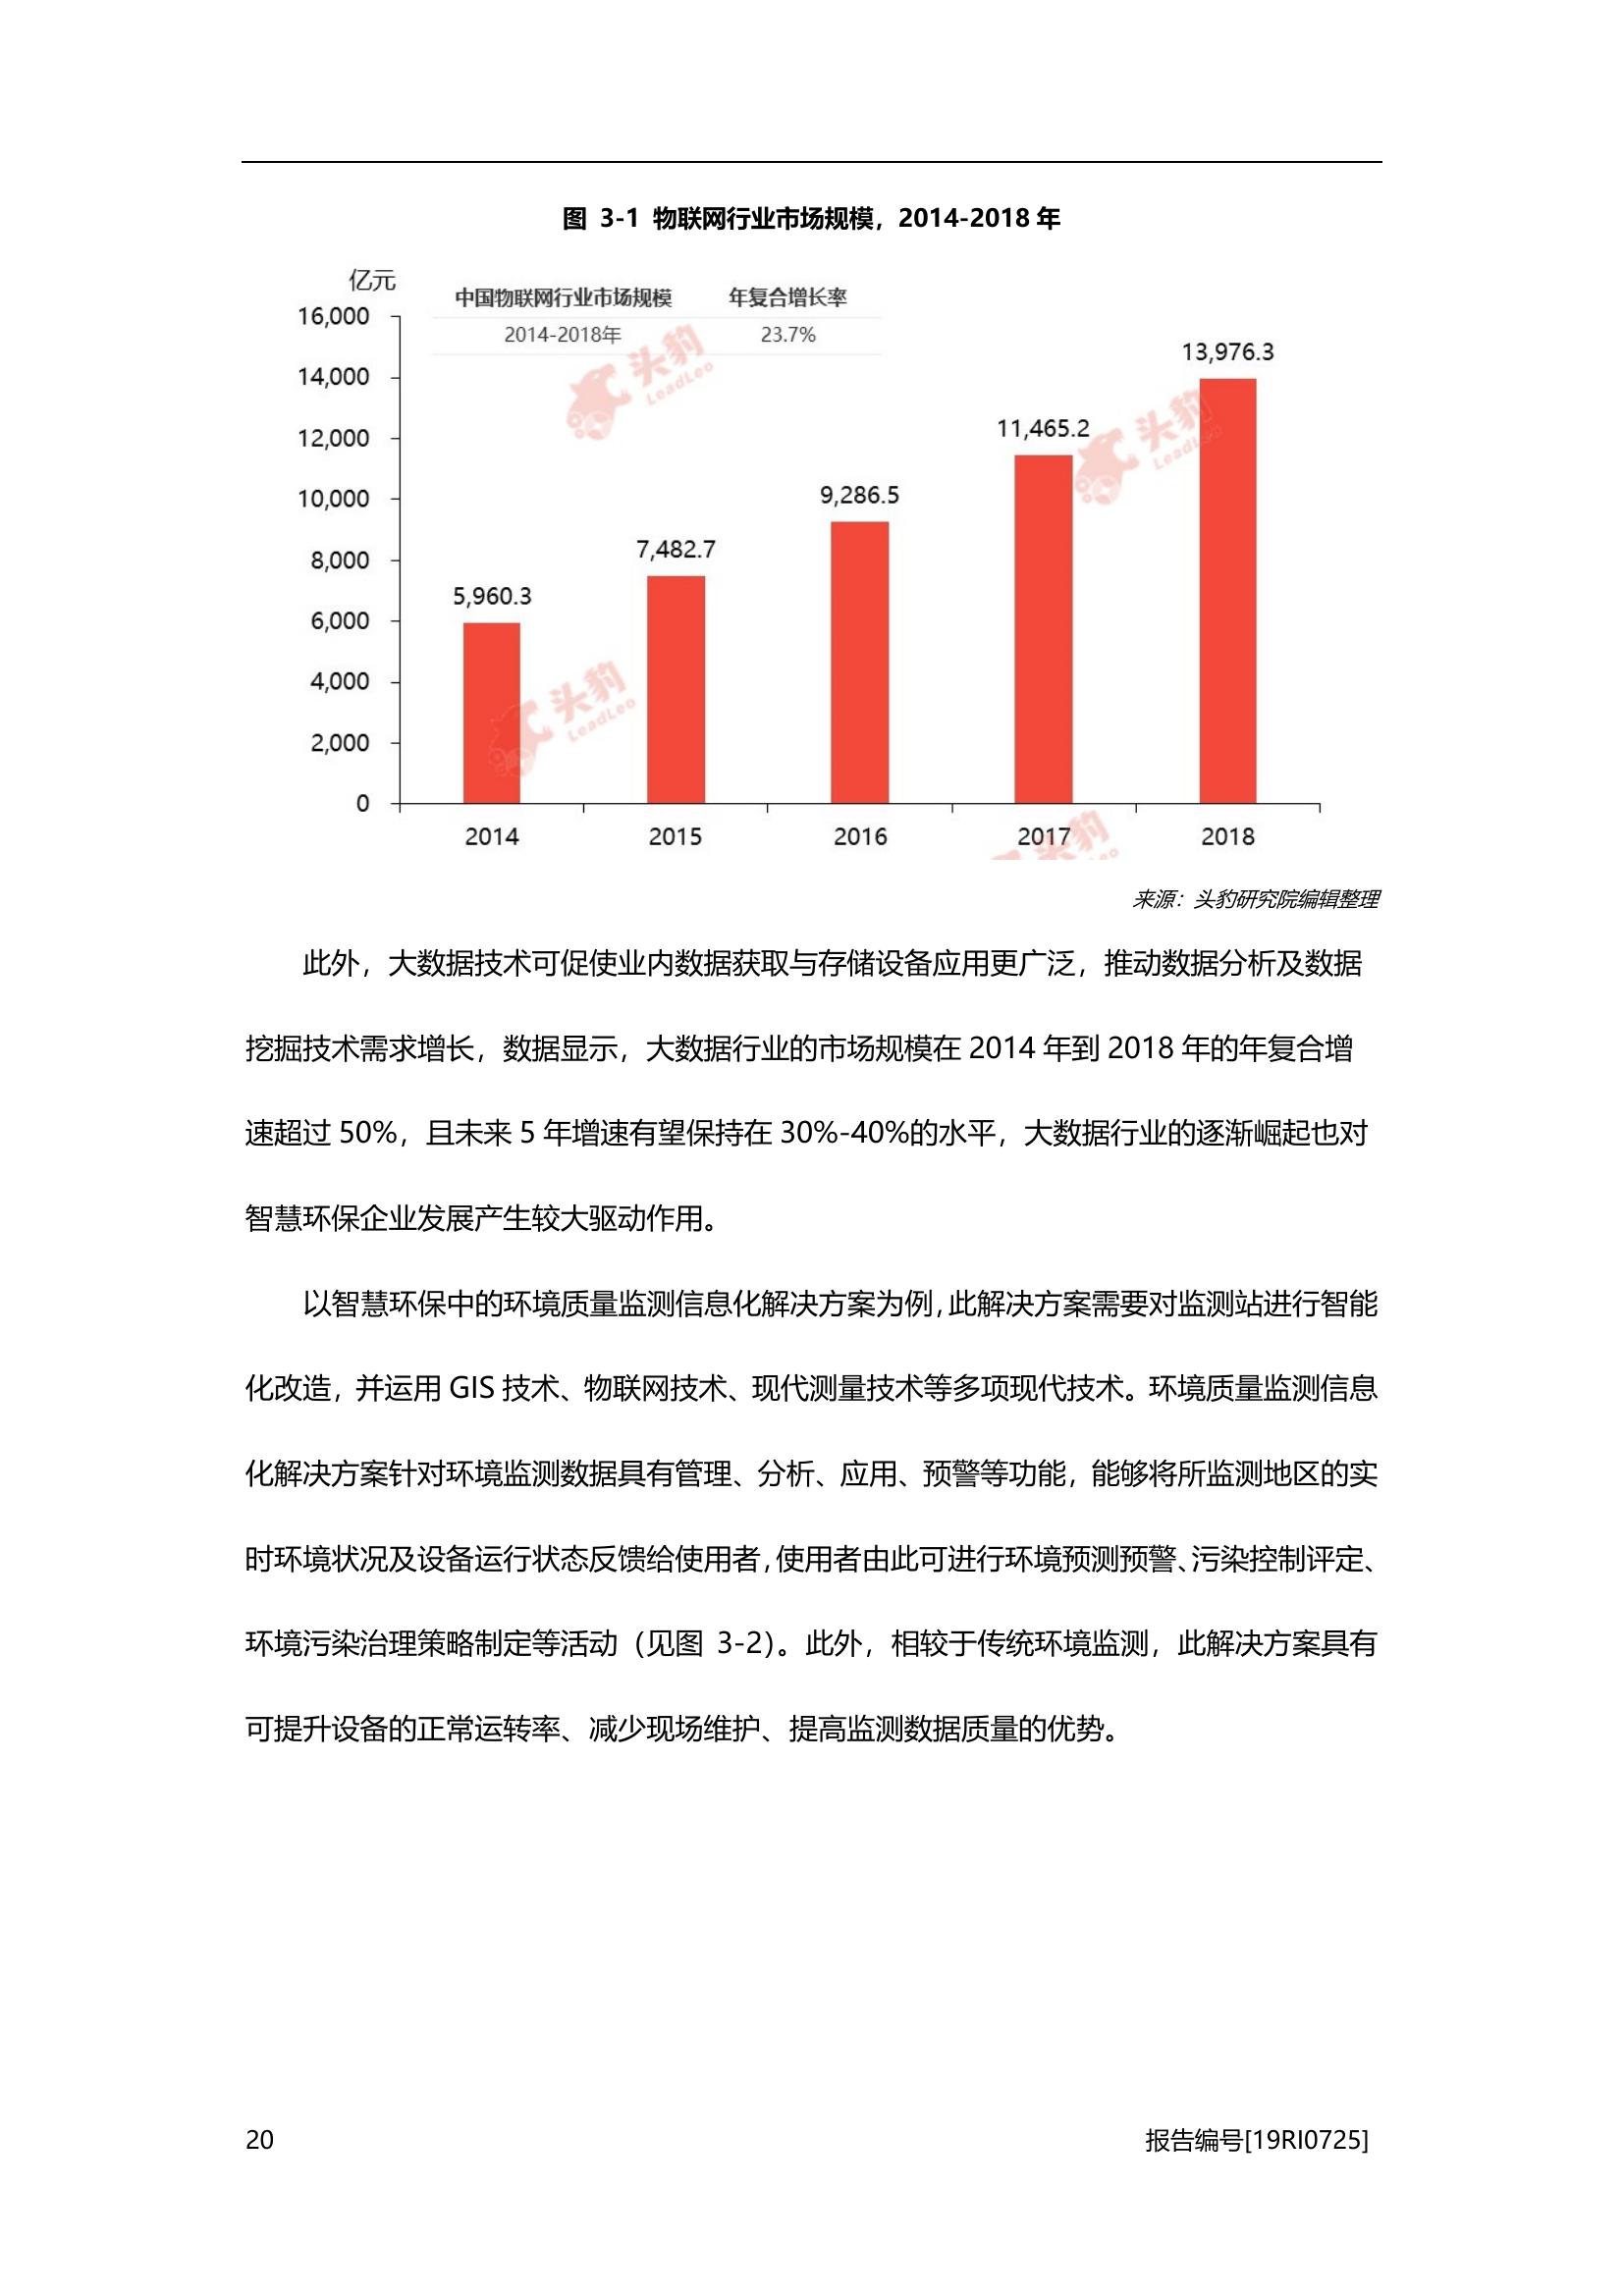 图 3-1 物联网行业市场规模，2014-2018 年
亿元
中国物联网行业市场规模 年复合增长率
2014-2018年 23.7%
16,000
14,000
12,000
10,000
8,000
6,000
4,000
2,000
0
5,960.3
7,482.7
9,286.5
11,465.2
13,976.3
2014 2015 2016 2017 2018
头豹
LeadLeo
头豹
LeadLeo
头豹
LeadLeo
头豹
来源：头豹研究院编辑整理
此外，大数据技术可促使业内数据获取与存储设备应用更广泛，推动数据分析及数据
挖掘技术需求增长，数据显示，大数据行业的市场规模在 2014 年到 2018 年的年复合增
速超过 50%，且未来 5 年增速有望保持在 30%-40%的水平，大数据行业的逐渐崛起也对
智慧环保企业发展产生较大驱动作用。
以智慧环保中的环境质量监测信息化解决方案为例，此解决方案需要对监测站进行智能
化改造，并运用 GIS 技术、物联网技术、现代测量技术等多项现代技术。环境质量监测信息
化解决方案针对环境监测数据具有管理、分析、应用、预警等功能，能够将所监测地区的实
时环境状况及设备运行状态反馈给使用者，使用者由此可进行环境预测预警、污染控制评定、
环境污染治理策略制定等活动（见图 3-2）。此外，相较于传统环境监测，此解决方案具有
可提升设备的正常运转率、减少现场维护、提高监测数据质量的优势。
20 报告编号[19RI0725]